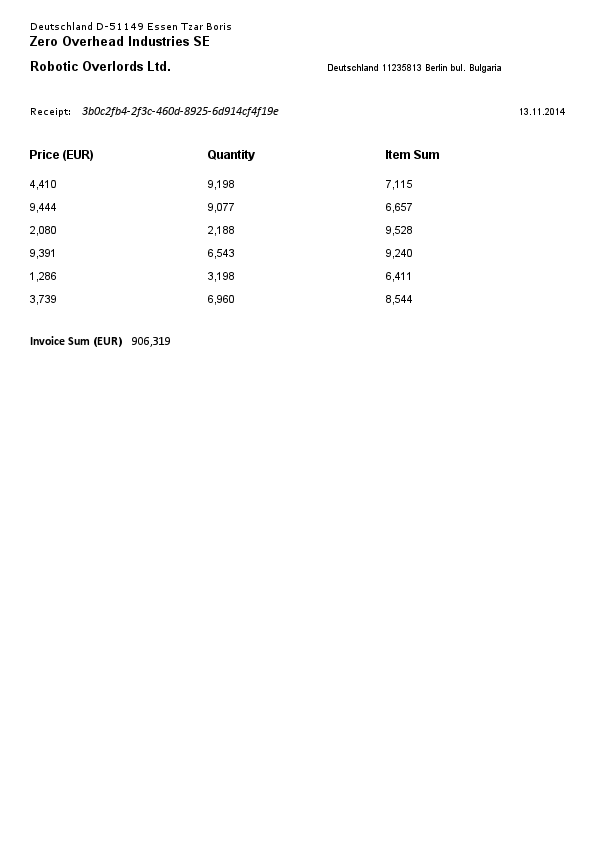 Deutschland D-51149 Essen Tzar Boris
Zero Overhead Industries SE
Robotic Overlords Ltd. Deutschland 11235813 Berlin bul. Bulgaria
Receipt: 3b0c2fb4-2f3c-460d-8925-6d914cf4f19e 13.11.2014
Price (EUR) Quantity Item Sum
4,410 9,198 7,115
9,444 9,077 6,657
2,080 2,188 9,528
9,391 6,543 9,240
1,286 3,198 6,411
3,739 6,960 8,544
Invoice Sum (EUR) 906,319